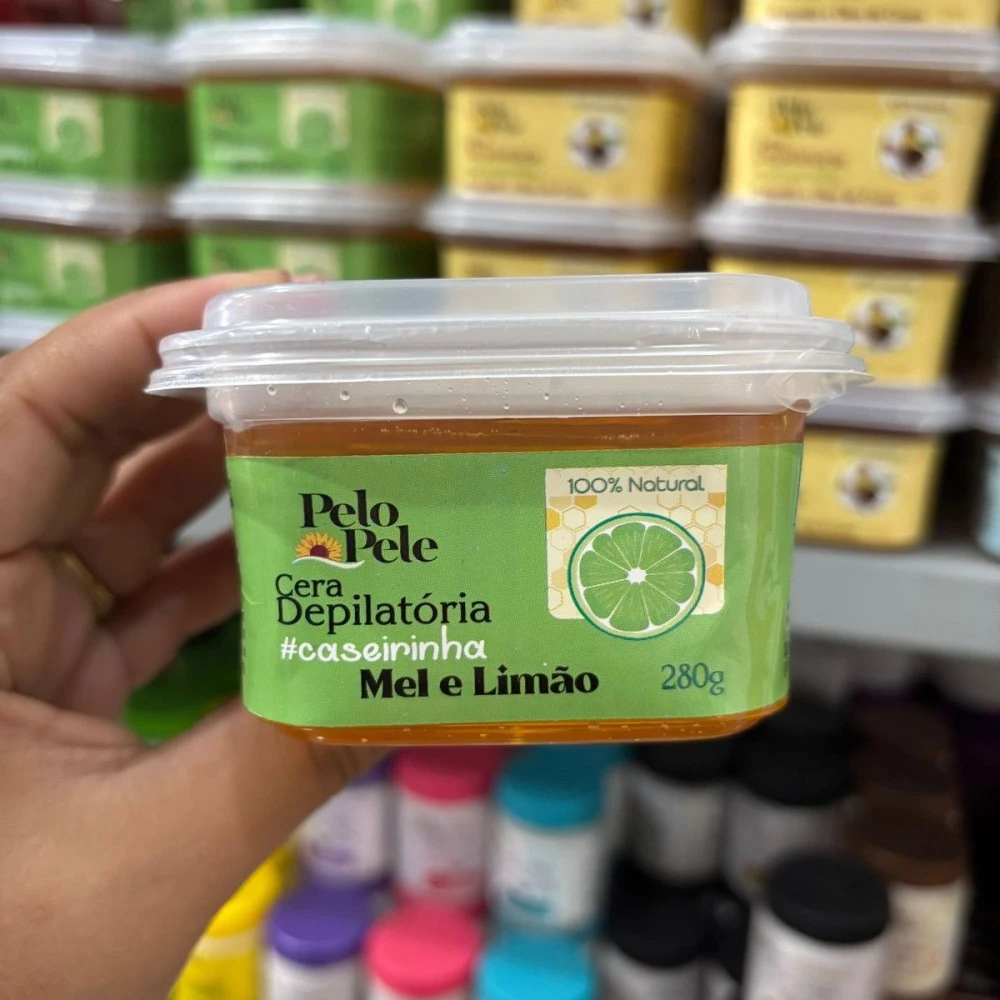 Pelo
Pele
100% Natural
Cera
Depilatória
#caseirinha
Mel e Limão
280g